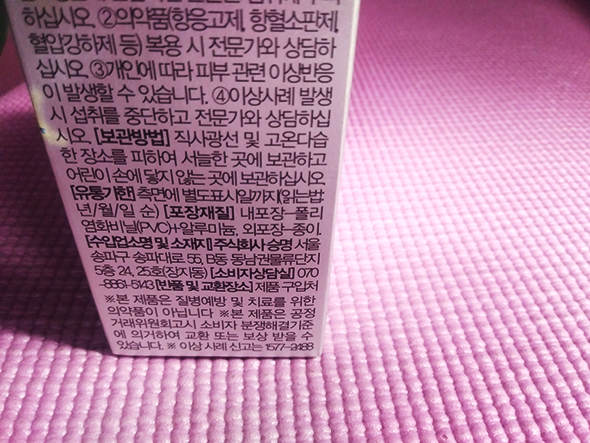 하십시오. ②의약품(항응고제, 항혈소판제,
혈압강하제 등) 복용 시 전문가와 상담하
십시오. ③개인에 따라 피부 관련 이상반응
이 발생할 수 있습니다. ④이상사례 발생
시 섭취를 중단하고 전문가와 상담하십
시오. [보관방법] 직사광선 및 고온다습
한 장소를 피하여 서늘한 곳에 보관하고
어린이 손에 닿지 않는 곳에 보관하십시오
[유통기한] 측면에 별도표시일까지(읽는법
년/월/일 순) [포장재질] 내포장-폴리
염화비닐(PVC)+알루미늄, 외포장-종이.
[수입업소명 및 소재지] 주식회사 승명 서울
송파구 송파대로 55, B동 동남권물류단지
5층 24, 25호(장지동) [소비자상담실] 070
-8861-5143 [반품 및 교환장소] 제품 구입처
※본 제품은 질병예방 및 치료를 위한
의약품이 아닙니다 ※본 제품은 공정
거래위원회고시 소비자 분쟁해결기준
에 의거하여 교환 또는 보상 받을 수
있습니다. ※ 이상 사례 신고는 1577-2488